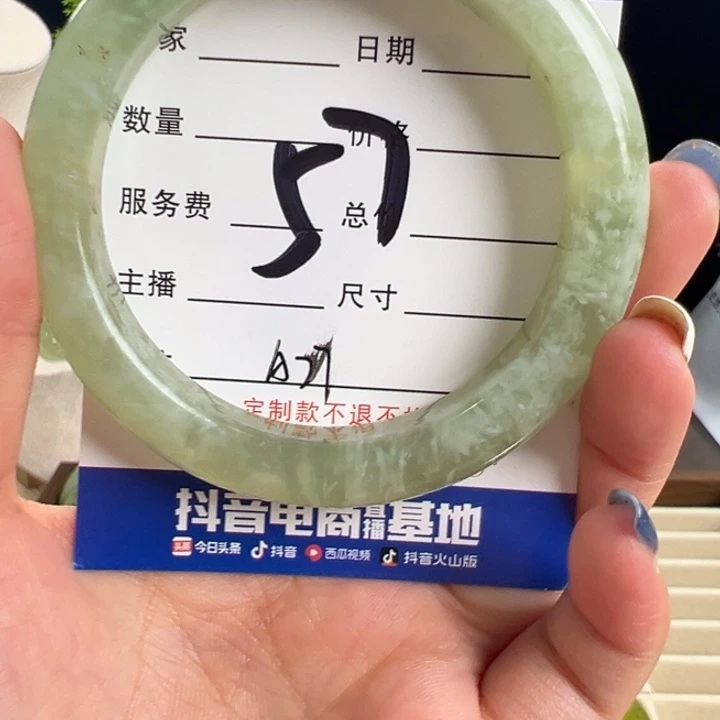 家 日期
数量 价格
57
服务费 总价
主播 尺寸
定制款不退不
抖音电商直播基地
今日头条 抖音 西瓜视频 抖音火山版